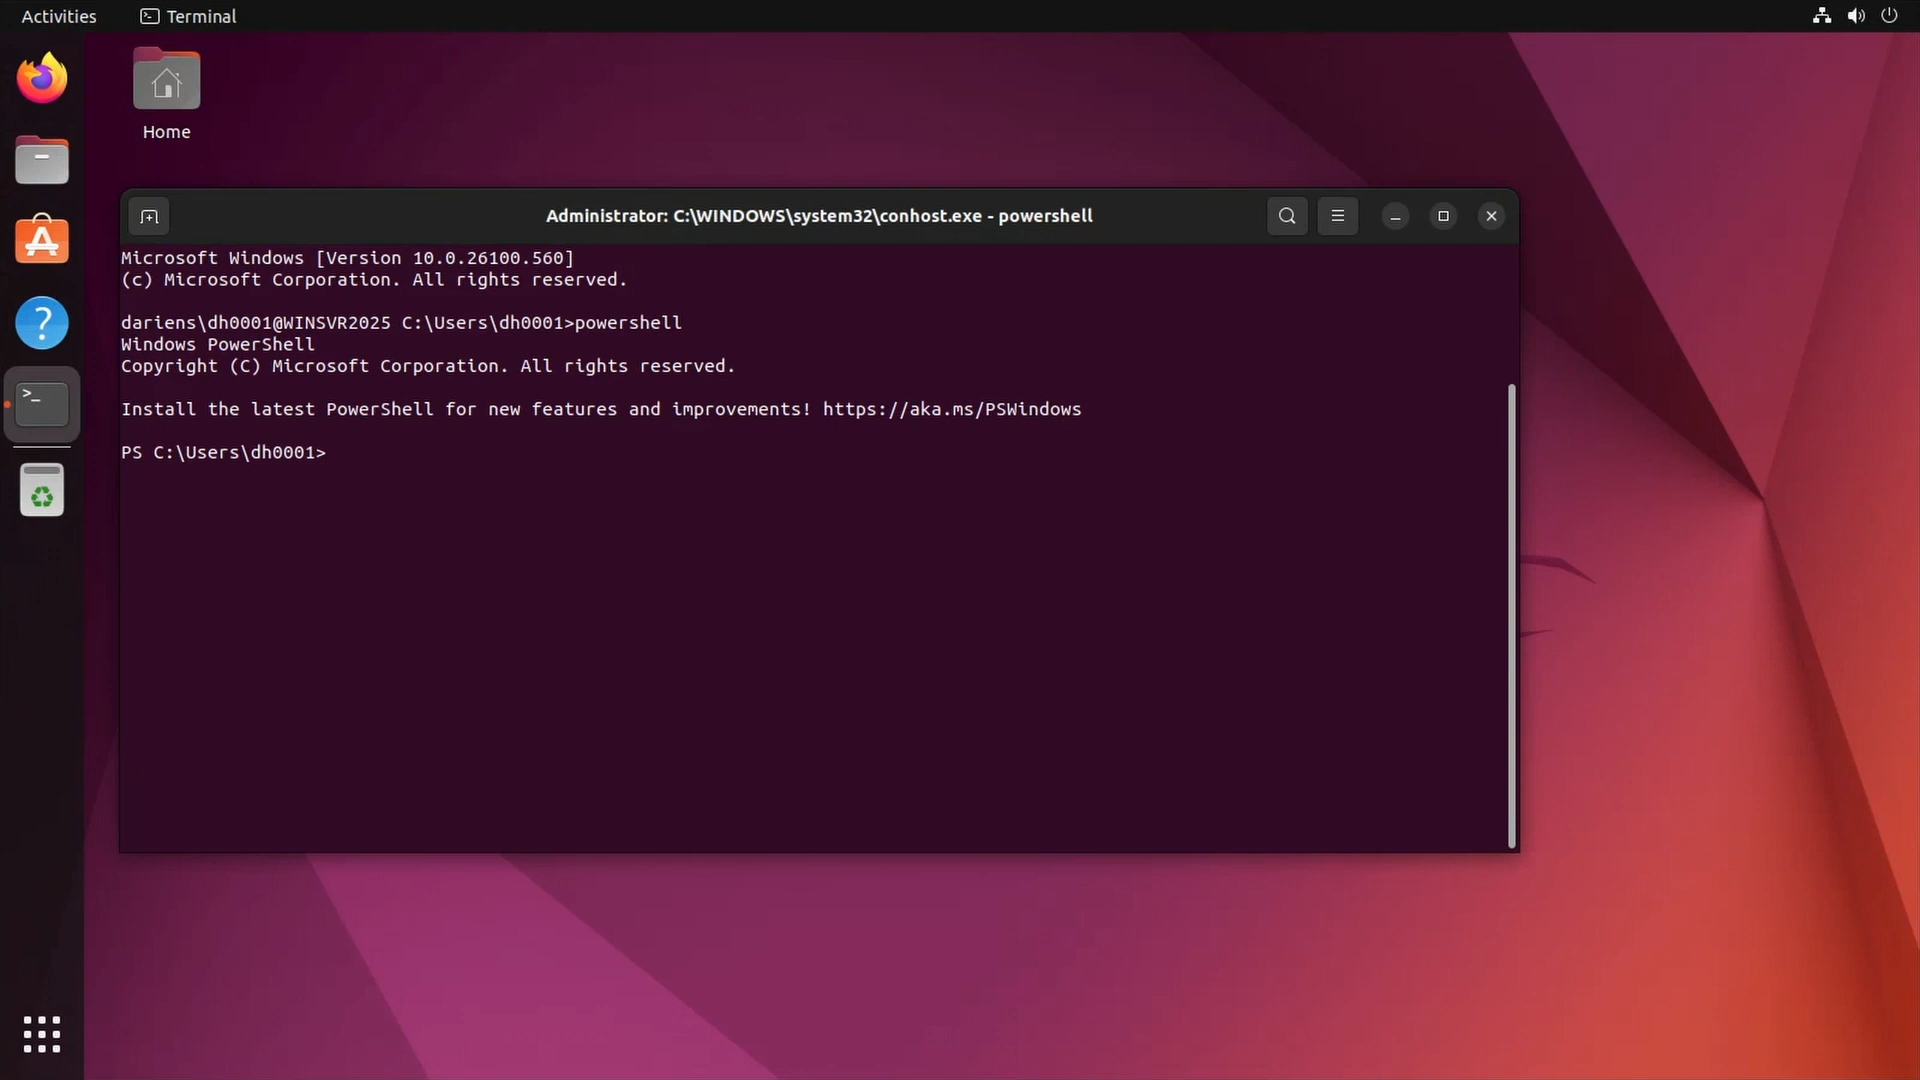 Activities
Terminal
Home
Administrator: C:\WINDOWS\system32\conhost.exe - powershell
Microsoft Windows [Version 10.0.26100.560]
(c) Microsoft Corporation. All rights reserved.
dariens\dh0001@WINSVR2025 C:\Users\dh0001>powershell
Windows PowerShell
Copyright (C) Microsoft Corporation. All rights reserved.
Install the latest PowerShell for new features and improvements! https://aka.ms/PSWindows
PS C:\Users\dh0001>